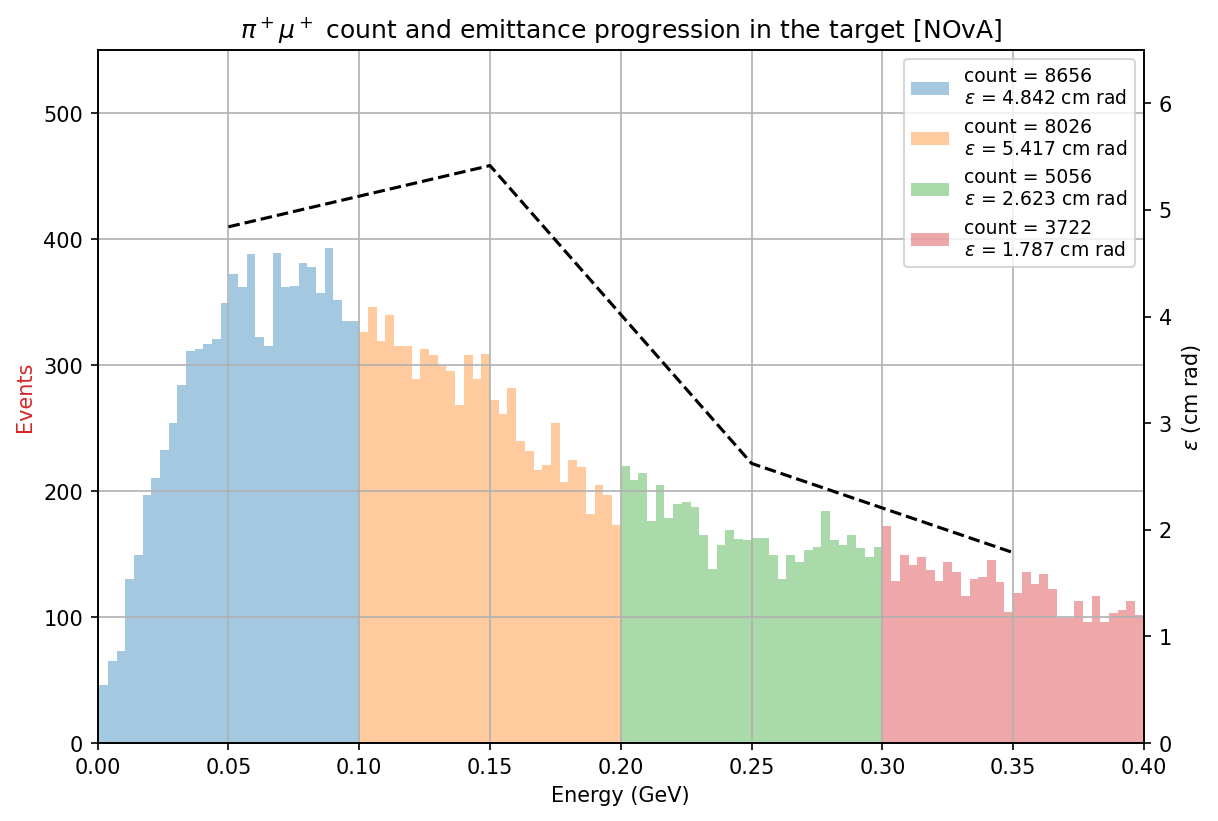 π⁺μ⁺ count and emittance progression in the target [NOvA]
count = 8656
ε = 4.842 cm rad
count = 8026
ε = 5.417 cm rad
count = 5056
ε = 2.623 cm rad
count = 3722
ε = 1.787 cm rad
Events
500
400
300
200
100
0
6
5
4
3
2
1
0
ε (cm rad)
0.00 0.05 0.10 0.15 0.20 0.25 0.30 0.35 0.40
Energy (GeV)